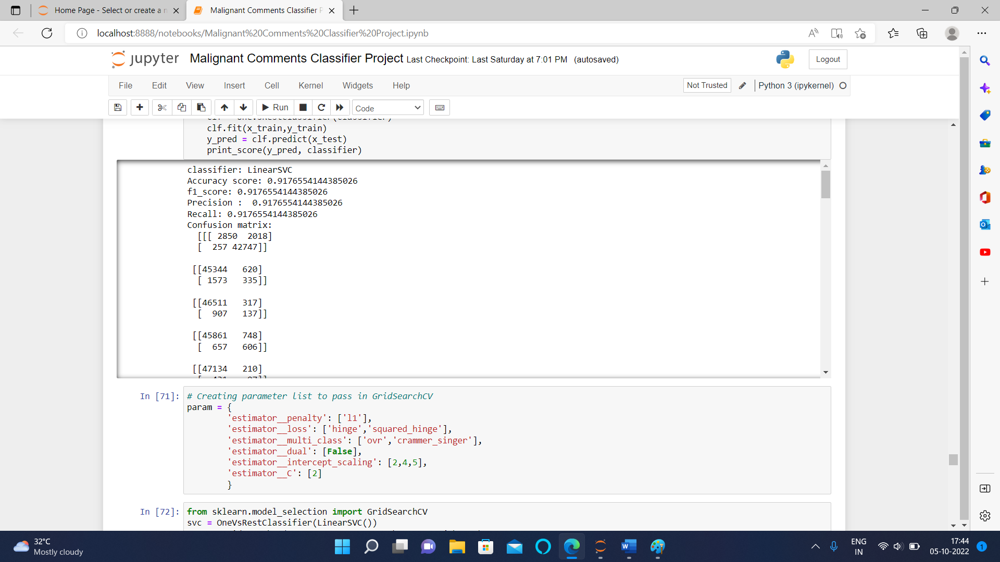 Home Page - Select or create a n
Malignant Comments Classifier P
localhost:8888/notebooks/Malignant%20Comments%20Classifier%20Project.ipynb
jupyter Malignant Comments Classifier Project Last Checkpoint: Last Saturday at 7:01 PM (autosaved)
Logout
File Edit View Insert Cell Kernel Widgets Help
Not Trusted
Python 3 (ipykernel)
Run
Code
clf = OneVsRestClassifier(classifier)
clf.fit(x_train,y_train)
y_pred = clf.predict(x_test)
print_score(y_pred, classifier)
classifier: LinearSVC
Accuracy score: 0.9176554144385026
f1_score: 0.9176554144385026
Precision :  0.9176554144385026
Recall: 0.9176554144385026
Confusion matrix:
[[[ 2850  2018]
[  257 42747]]
[[45344   620]
[ 1573   335]]
[[46511   317]
[  907   137]]
[[45861   748]
[  657   606]]
[[47134   210]
In [71]:
# Creating parameter list to pass in GridSearchCV
param = {
'estimator__penalty': ['l1'],
'estimator__loss': ['hinge','squared_hinge'],
'estimator__multi_class': ['ovr','crammer_singer'],
'estimator__dual': [False],
'estimator__intercept_scaling': [2,4,5],
'estimator__C': [2]
}
In [72]:
from sklearn.model_selection import GridSearchCV
svc = OneVsRestClassifier(LinearSVC())
32°C
Mostly cloudy
ENG
IN
17:44
05-10-2022
1